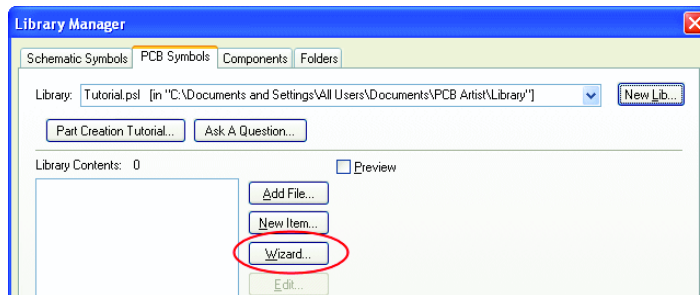 Library Manager
Schematic Symbols PCB Symbols Components Folders
Library: Tutorial.psl [in "C:\Documents and Settings\All Users\Documents\PCB Artist\Library"] New Lib...
Part Creation Tutorial... Ask A Question...
Library Contents: 0 Preview
Add File...
New Item...
Wizard...
Edit...